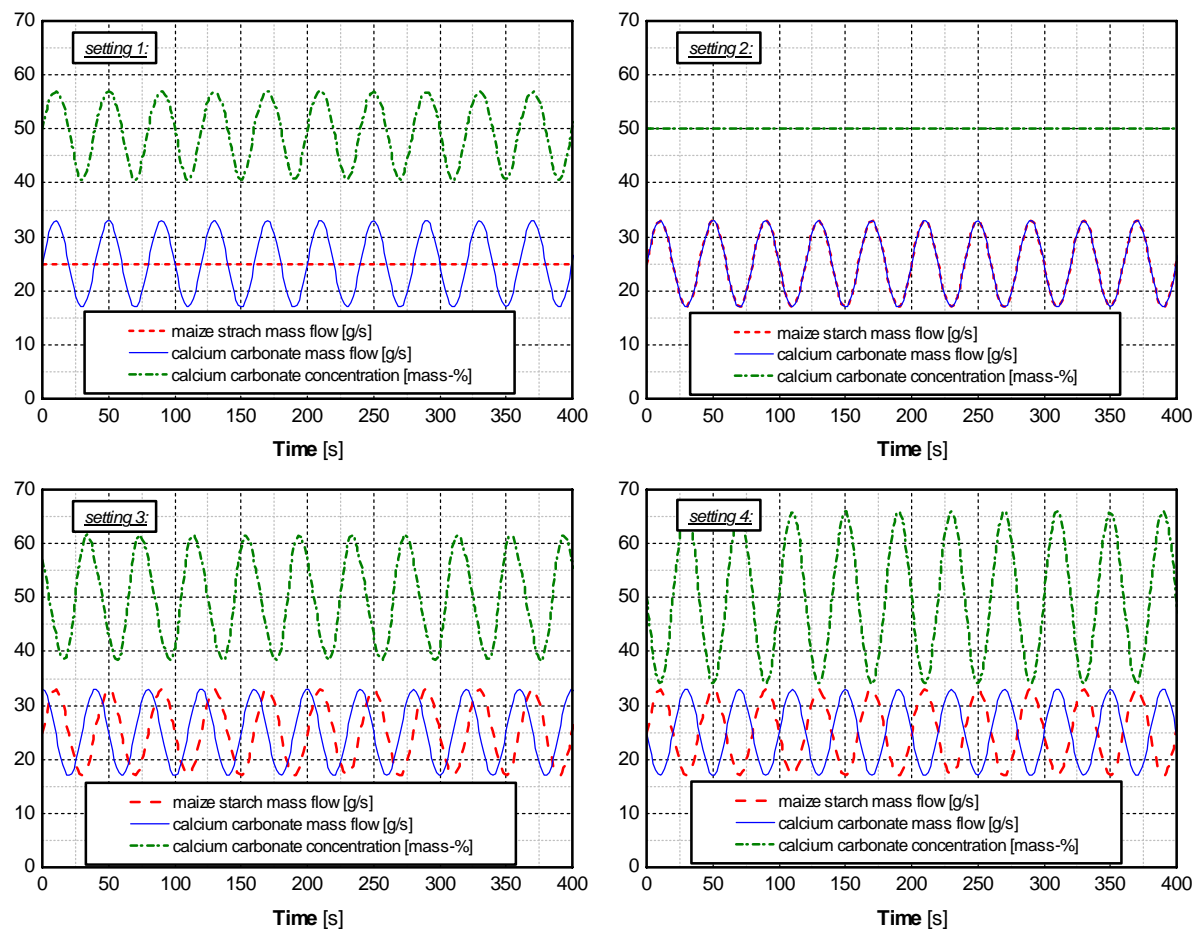 setting 1:
70
60
50
40
30
20
10
0
maize strach mass flow [g/s]
calcium carbonate mass flow [g/s]
calcium carbonate concentration [mass-%]
0 50 100 150 200 250 300 350 400
Time [s]
setting 2:
70
60
50
40
30
20
10
0
maize starch mass flow [g/s]
calcium carbonate mass flow [g/s]
calcium carbonate concentration [mass-%]
0 50 100 150 200 250 300 350 400
Time [s]
setting 3:
70
60
50
40
30
20
10
0
maize starch mass flow [g/s]
calcium carbonate mass flow [g/s]
calcium carbonate concentration [mass-%]
0 50 100 150 200 250 300 350 400
Time [s]
setting 4:
70
60
50
40
30
20
10
0
maize starch mass flow [g/s]
calcium carbonate mass flow [g/s]
calcium carbonate concentration [mass-%]
0 50 100 150 200 250 300 350 400
Time [s]